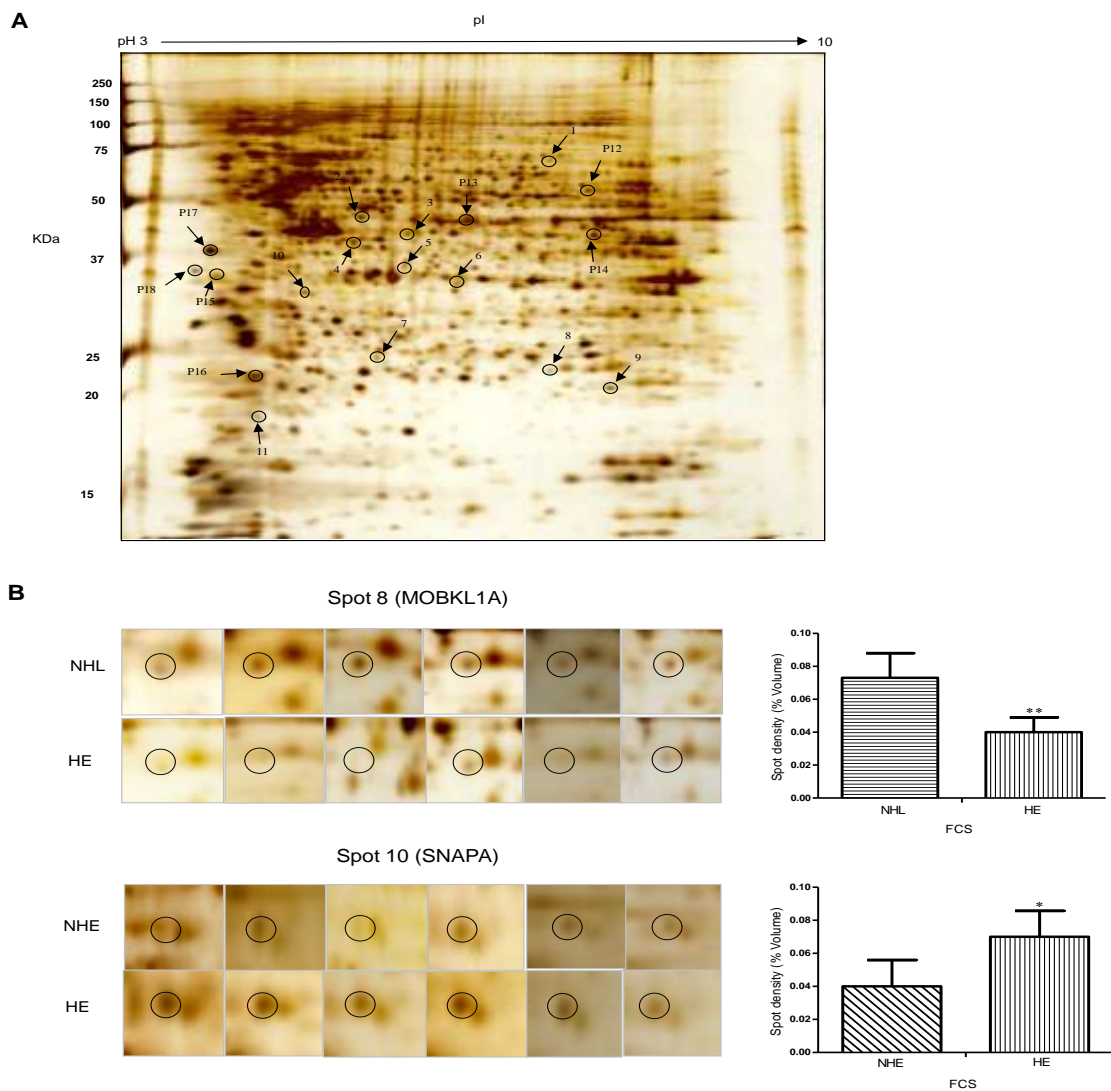 A
pI
pH 3
10
250
150
100
75
50
37
25
20
15
KDa
1
P12
2
P13
3
P17
5
4
10
6
P14
P18
P15
7
8
9
P16
11
B
Spot 8 (MOBKL1A)
NHL
HE
Spot density (% Volume)
0.10
0.08
0.06
0.04
0.02
0.00
**
NHL HE
FCS
Spot 10 (SNAPA)
NHE
HE
Spot density (% Volume)
0.10
0.08
0.06
0.04
0.02
0.00
*
NHE HE
FCS